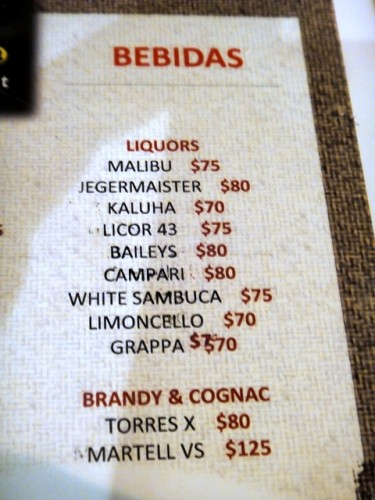 BEBIDAS
LIQUORS
MALIBU $75
JEGERMAISTER $80
KALUHA $70
LICOR 43 $75
BAILEYS $80
CAMPARI $80
WHITE SAMBUCA $75
LIMONCELLO $70
GRAPPA $70
BRANDY & COGNAC
TORRES X $80
MARTELL VS $125